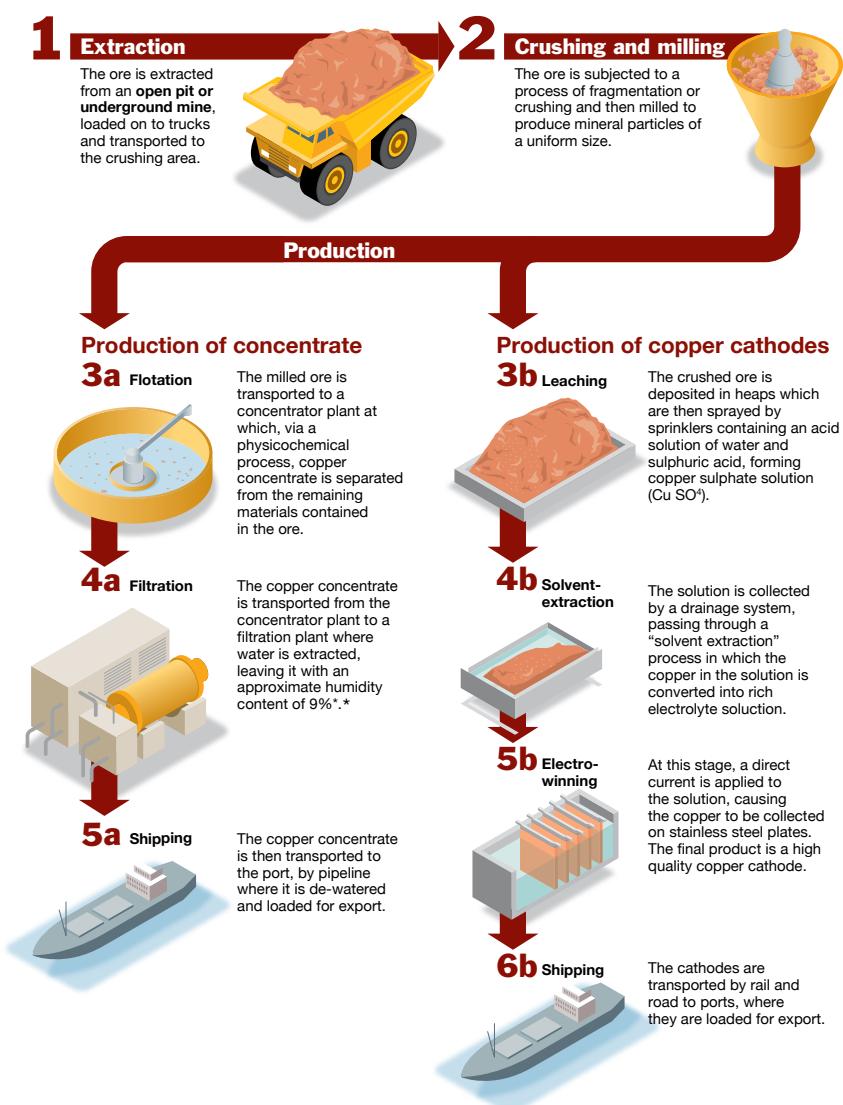 1 Extraction
The ore is extracted
from an open pit or
underground mine,
loaded on to trucks
and transported to
the crushing area.
2 Crushing and milling
The ore is subjected to a
process of fragmentation or
crushing and then milled to
produce mineral particles of
a uniform size.
Production
Production of concentrate
3a Flotation
The milled ore is
transported to a
concentrator plant at
which, via a
physicochemical
process, copper
concentrate is separated
from the remaining
materials contained
in the ore.
4a Filtration
The copper concentrate
is transported from the
concentrator plant to a
filtration plant where
water is extracted,
leaving it with an
approximate humidity
content of 9%*.*
5a Shipping
The copper concentrate
is then transported to
the port, by pipeline
where it is de-watered
and loaded for export.
Production of copper cathodes
3b Leaching
The crushed ore is
deposited in heaps which
are then sprayed by
sprinklers containing an acid
solution of water and
sulphuric acid, forming
copper sulphate solution
(Cu SO⁴).
4b Solvent-
extraction
The solution is collected
by a drainage system,
passing through a
“solvent extraction”
process in which the
copper in the solution is
converted into rich
electrolyte soluction.
5b Electro-
winning
At this stage, a direct
current is applied to
the solution, causing
the copper to be collected
on stainless steel plates.
The final product is a high
quality copper cathode.
6b Shipping
The cathodes are
transported by rail and
road to ports, where
they are loaded for export.